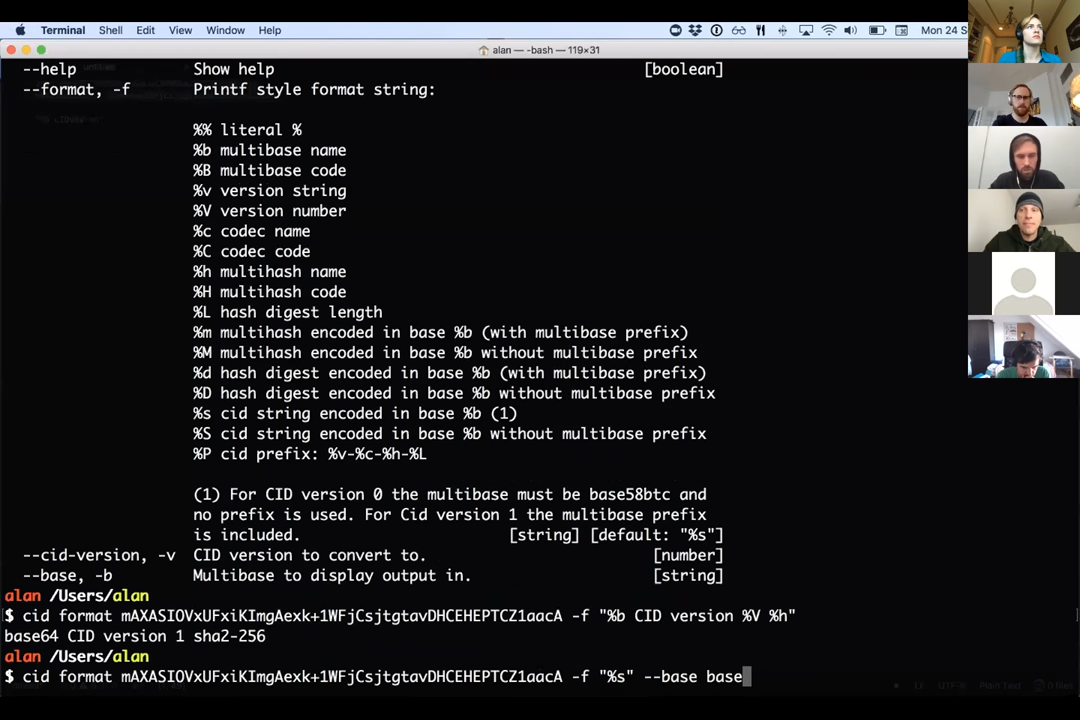 Terminal Shell Edit View Window Help Mon 24 S
alan — -bash — 119×31
--help Show help [boolean]
--format, -f Printf style format string:
%% literal %
%b multibase name
%B multibase code
%v version string
%V version number
%c codec name
%C codec code
%h multihash name
%H multihash code
%L hash digest length
%m multihash encoded in base %b (with multibase prefix)
%M multihash encoded in base %b without multibase prefix
%d hash digest encoded in base %b (with multibase prefix)
%D hash digest encoded in base %b without multibase prefix
%s cid string encoded in base %b (1)
%S cid string encoded in base %b without multibase prefix
%P cid prefix: %v-%c-%h-%L
(1) For CID version 0 the multibase must be base58btc and
no prefix is used. For Cid version 1 the multibase prefix
is included. [string] [default: "%s"]
--cid-version, -v CID version to convert to. [number]
--base, -b Multibase to display output in. [string]
alan /Users/alan
$ cid format mAXASIOVxUFxiKImgAexk+1WFjCsjtgtavDHCEHEPTCZ1aacA -f "%b CID version %V %h"
base64 CID version 1 sha2-256
alan /Users/alan
$ cid format mAXASIOVxUFxiKImgAexk+1WFjCsjtgtavDHCEHEPTCZ1aacA -f "%s" --base base